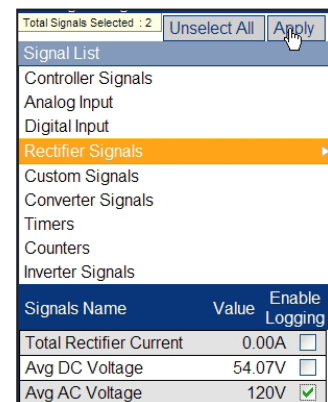 Total Signals Selected : 2 Unselect All Apply
Signal List
Controller Signals
Analog Input
Digital Input
Rectifier Signals
Custom Signals
Converter Signals
Timers
Counters
Inverter Signals
Signals Name Value Enable Logging
Total Rectifier Current 0.00A
Avg DC Voltage 54.07V
Avg AC Voltage 120V